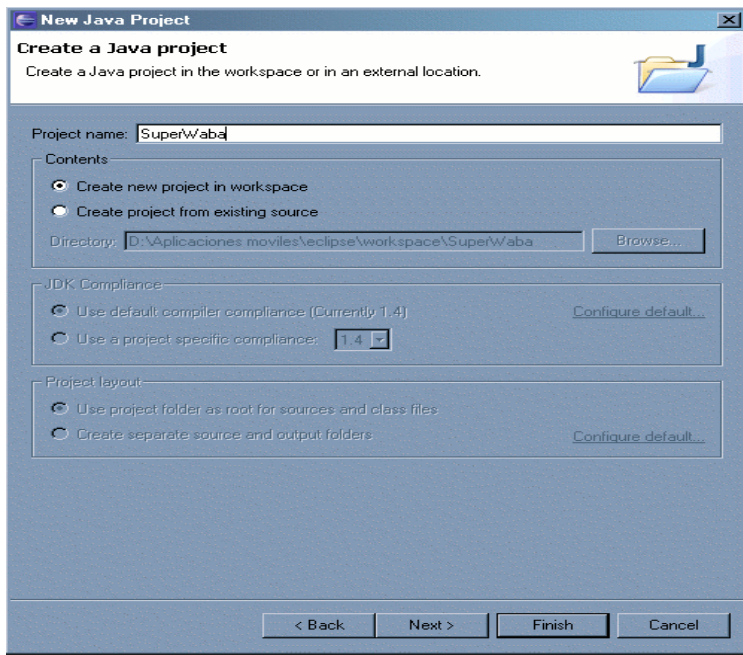 New Java Project
Create a Java project
Create a Java project in the workspace or in an external location.
Project name: SuperWaba
Contents
Create new project in workspace
Create project from existing source
Directory: D:\Aplicaciones moviles\eclipse\workspace\SuperWaba Browse...
JDK Compliance
Use default compiler compliance (Currently 1.4) Configure default...
Use a project specific compliance: 1.4
Project layout
Use project folder as root for sources and class files
Create separate source and output folders Configure default...
< Back Next > Finish Cancel